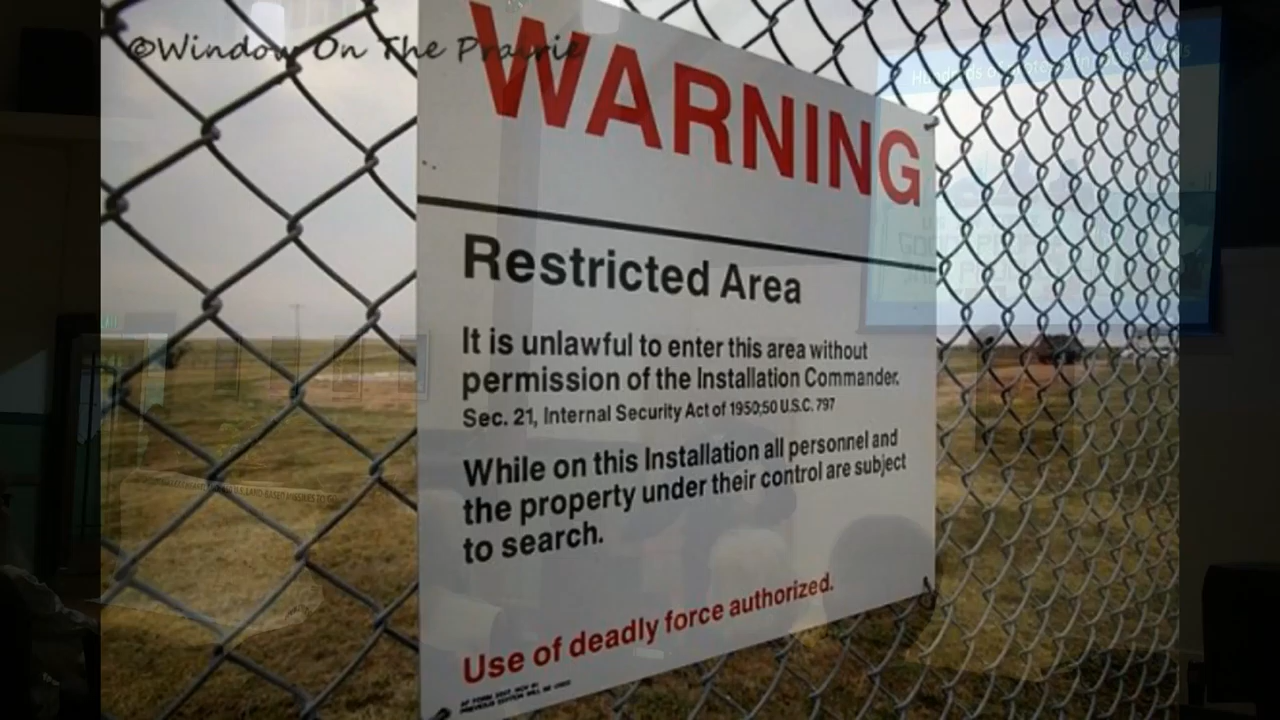 ©Window On The Prairie
WARNING
Restricted Area
It is unlawful to enter this area without
permission of the Installation Commander.
Sec. 21, Internal Security Act of 1950;50 U.S.C. 797
While on this Installation all personnel and
the property under their control are subject
to search.
Use of deadly force authorized.